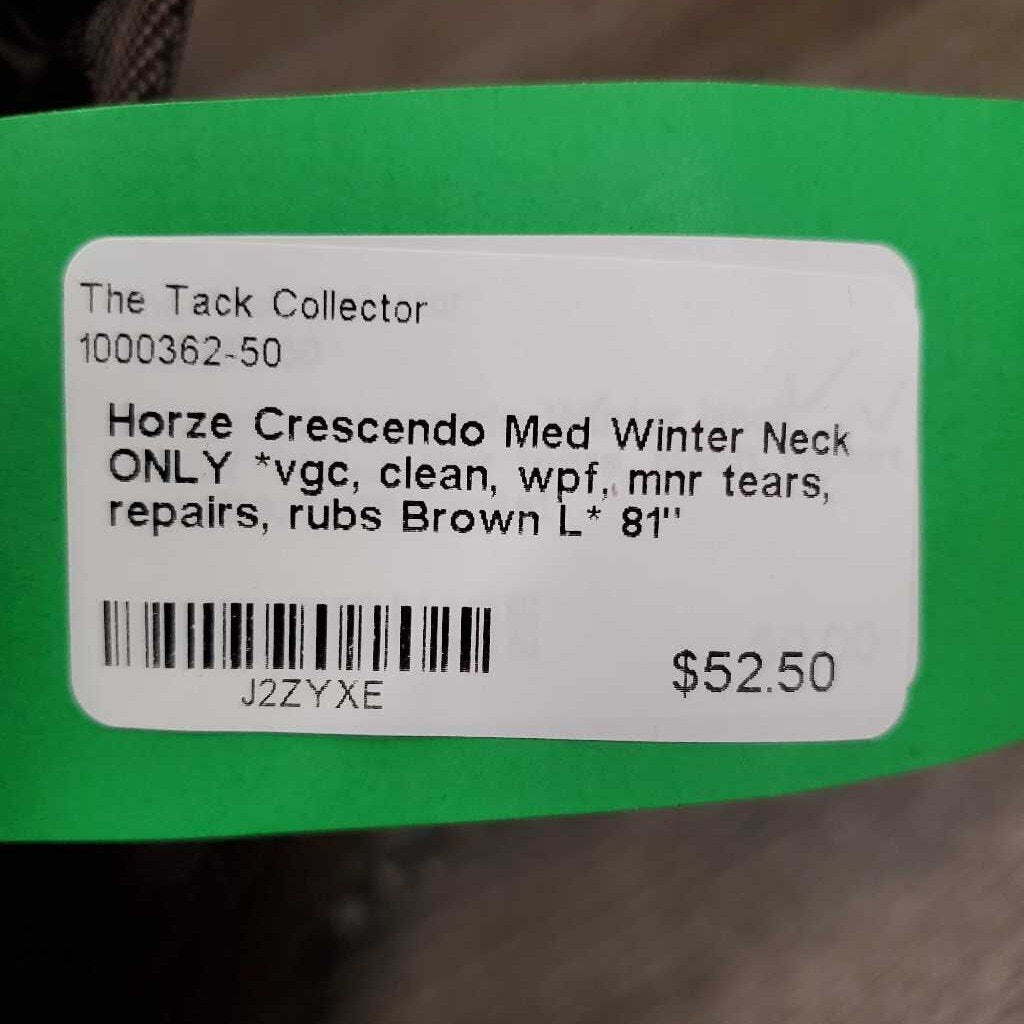 The Tack Collector
1000362-50
Horze Crescendo Med Winter Neck
ONLY *vgc, clean, wpf, mnr tears,
repairs, rubs Brown L* 81"
J2ZYXE
$52.50